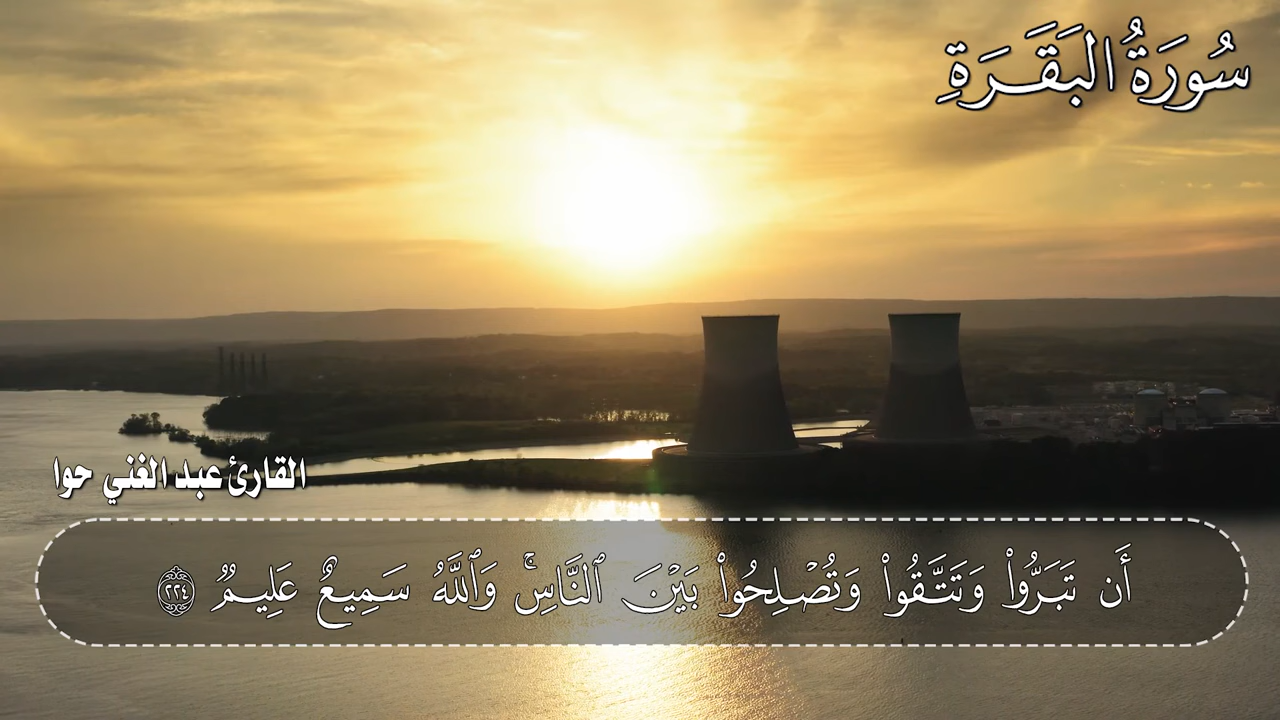 سُورَةُ البَقَرَةِ
القارئ عبد الغني حوا
أَن تَبَرُّوا۟ وَتَتَّقُوا۟ وَتُصْلِحُوا۟ بَيْنَ ٱلنَّاسِ ۗ وَٱللَّهُ سَمِيعٌ عَلِيمٌ ٢٢٤